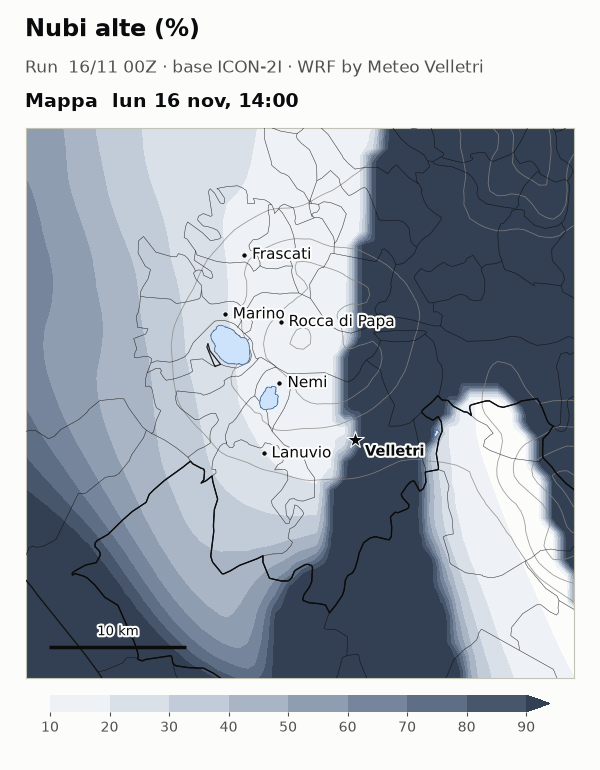 Nubi alte (%)
Run 16/11 00Z · base ICON-2I · WRF by Meteo Velletri
Mappa lun 16 nov, 14:00
Frascati
Marino
Rocca di Papa
Nemi
Velletri
Lanuvio
10 km
10 20 30 40 50 60 70 80 90